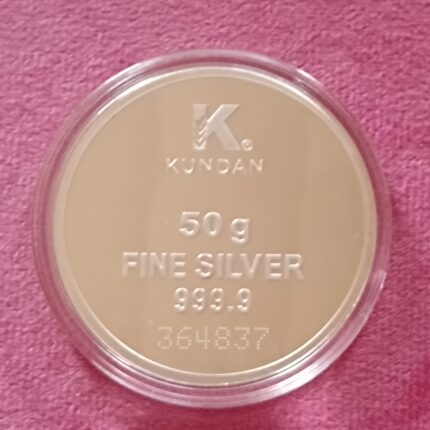 K®
KUNDAN
50 g
FINE SILVER
999.9
364837